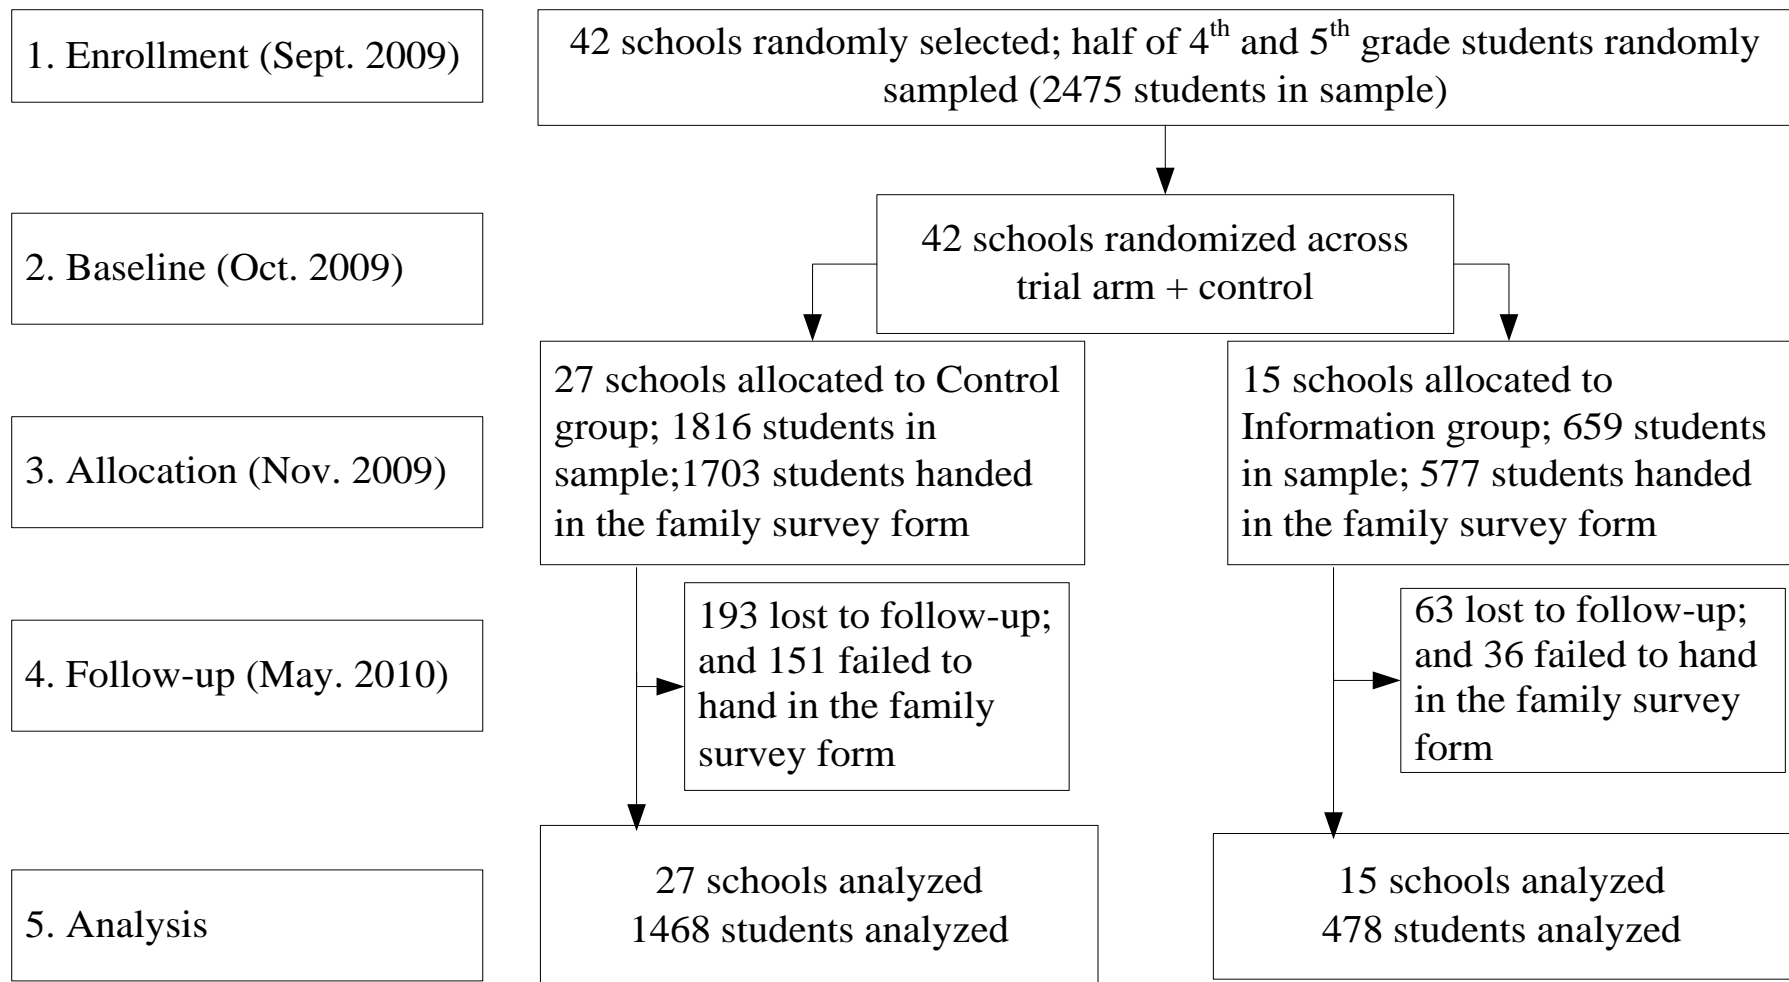 1. Enrollment (Sept. 2009)
42 schools randomly selected; half of 4th and 5th grade students randomly
sampled (2475 students in sample)
2. Baseline (Oct. 2009)
42 schools randomized across
trial arm + control
3. Allocation (Nov. 2009)
27 schools allocated to Control
group; 1816 students in
sample;1703 students handed
in the family survey form
15 schools allocated to
Information group; 659 students
in sample; 577 students handed
in the family survey form
4. Follow-up (May. 2010)
193 lost to follow-up;
and 151 failed to
hand in the family
survey form
63 lost to follow-up;
and 36 failed to hand
in the family survey
form
5. Analysis
27 schools analyzed
1468 students analyzed
15 schools analyzed
478 students analyzed